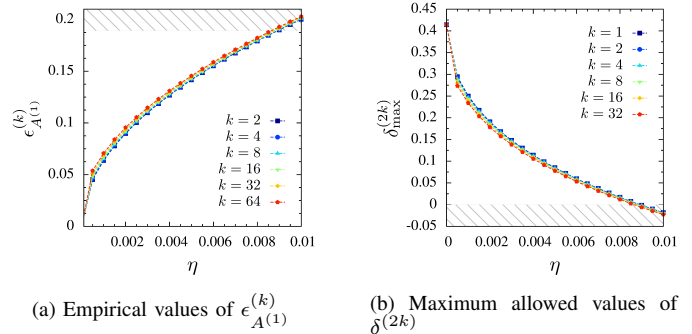 0.2
0.15
0.1
0.05
0
ϵ_{A^{(1)}}^{(k)}
k = 2
k = 4
k = 8
k = 16
k = 32
k = 64
0.002 0.004 0.006 0.008 0.01
η
(a) Empirical values of ϵ_{A^{(1)}}^{(k)}
0.45
0.4
0.35
0.3
0.25
0.2
0.15
0.1
0.05
0
-0.05
δ_{max}^{(2k)}
k = 1
k = 2
k = 4
k = 8
k = 16
k = 32
0 0.002 0.004 0.006 0.008 0.01
η
(b) Maximum allowed values of
δ^{(2k)}